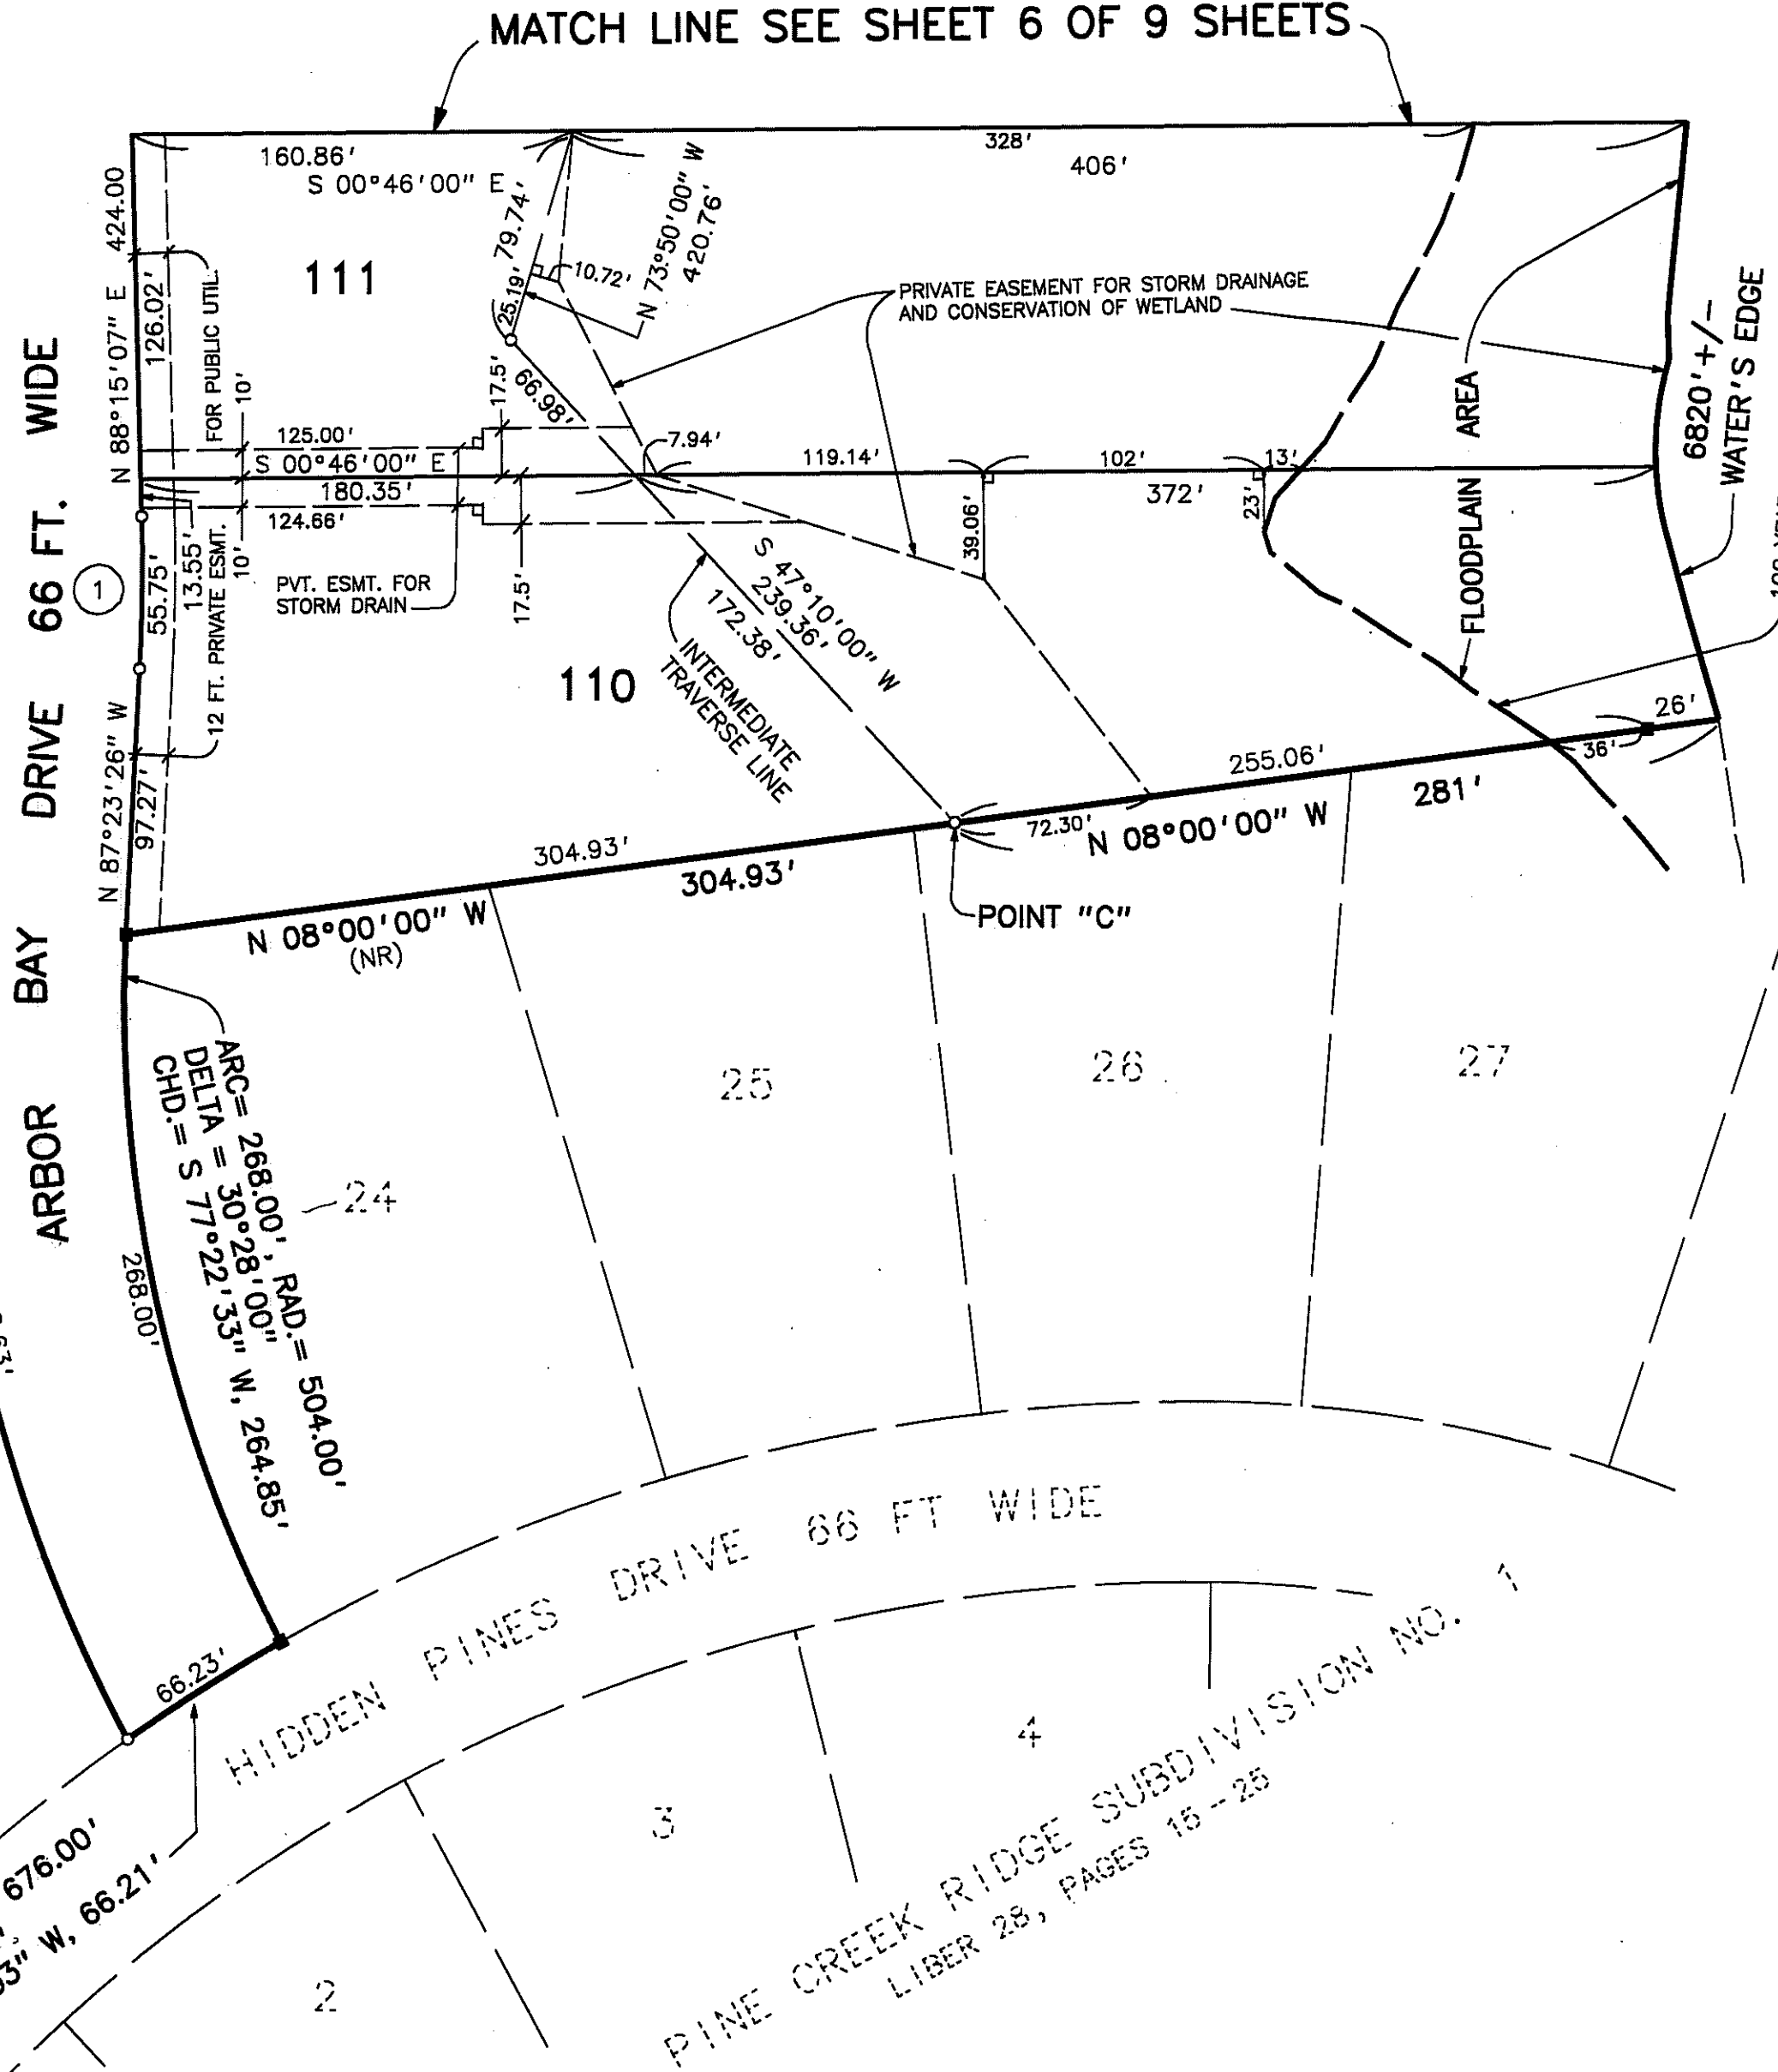 MATCH LINE SEE SHEET 6 OF 9 SHEETS
160.86'
S 00°46'00" E
328'
406'
N 88°15'07" E 424.00
126.02'
FOR PUBLIC UTIL.
111
79.74'
25.19'
10.72'
N 73°50'00" W
420.76'
PRIVATE EASEMENT FOR STORM DRAINAGE
AND CONSERVATION OF WETLAND
6820'+/-
WATER'S EDGE
FLOODPLAIN AREA
10'
17.5'
66.98'
125.00'
S 00°46'00" E
7.94'
119.14'
102'
13'
180.35'
372'
124.66'
39.06'
23'
10'
17.5'
1
55.75'
13.55'
12 FT. PRIVATE ESMT.
PVT. ESMT. FOR
STORM DRAIN
S 47°10'00" W
239.36'
172.38'
INTERMEDIATE
TRAVERSE LINE
110
N 87°23'26" W
97.27'
26'
36'
255.06'
281'
72.30'
N 08°00'00" W
304.93'
304.93'
N 08°00'00" W
(NR)
POINT "C"
ARBOR BAY DRIVE 66 FT. WIDE
ARC= 268.00', RAD.= 504.00'
DELTA = 30°28'00"
CHD.= S 77°22'33" W, 264.85'
268.00'
24
25
26
27
66.23'
HIDDEN PINES DRIVE 66 FT WIDE
676.00'
W, 66.21'
2
3
4
PINE CREEK RIDGE SUBDIVISION NO. 1
LIBER 28, PAGES 15-25